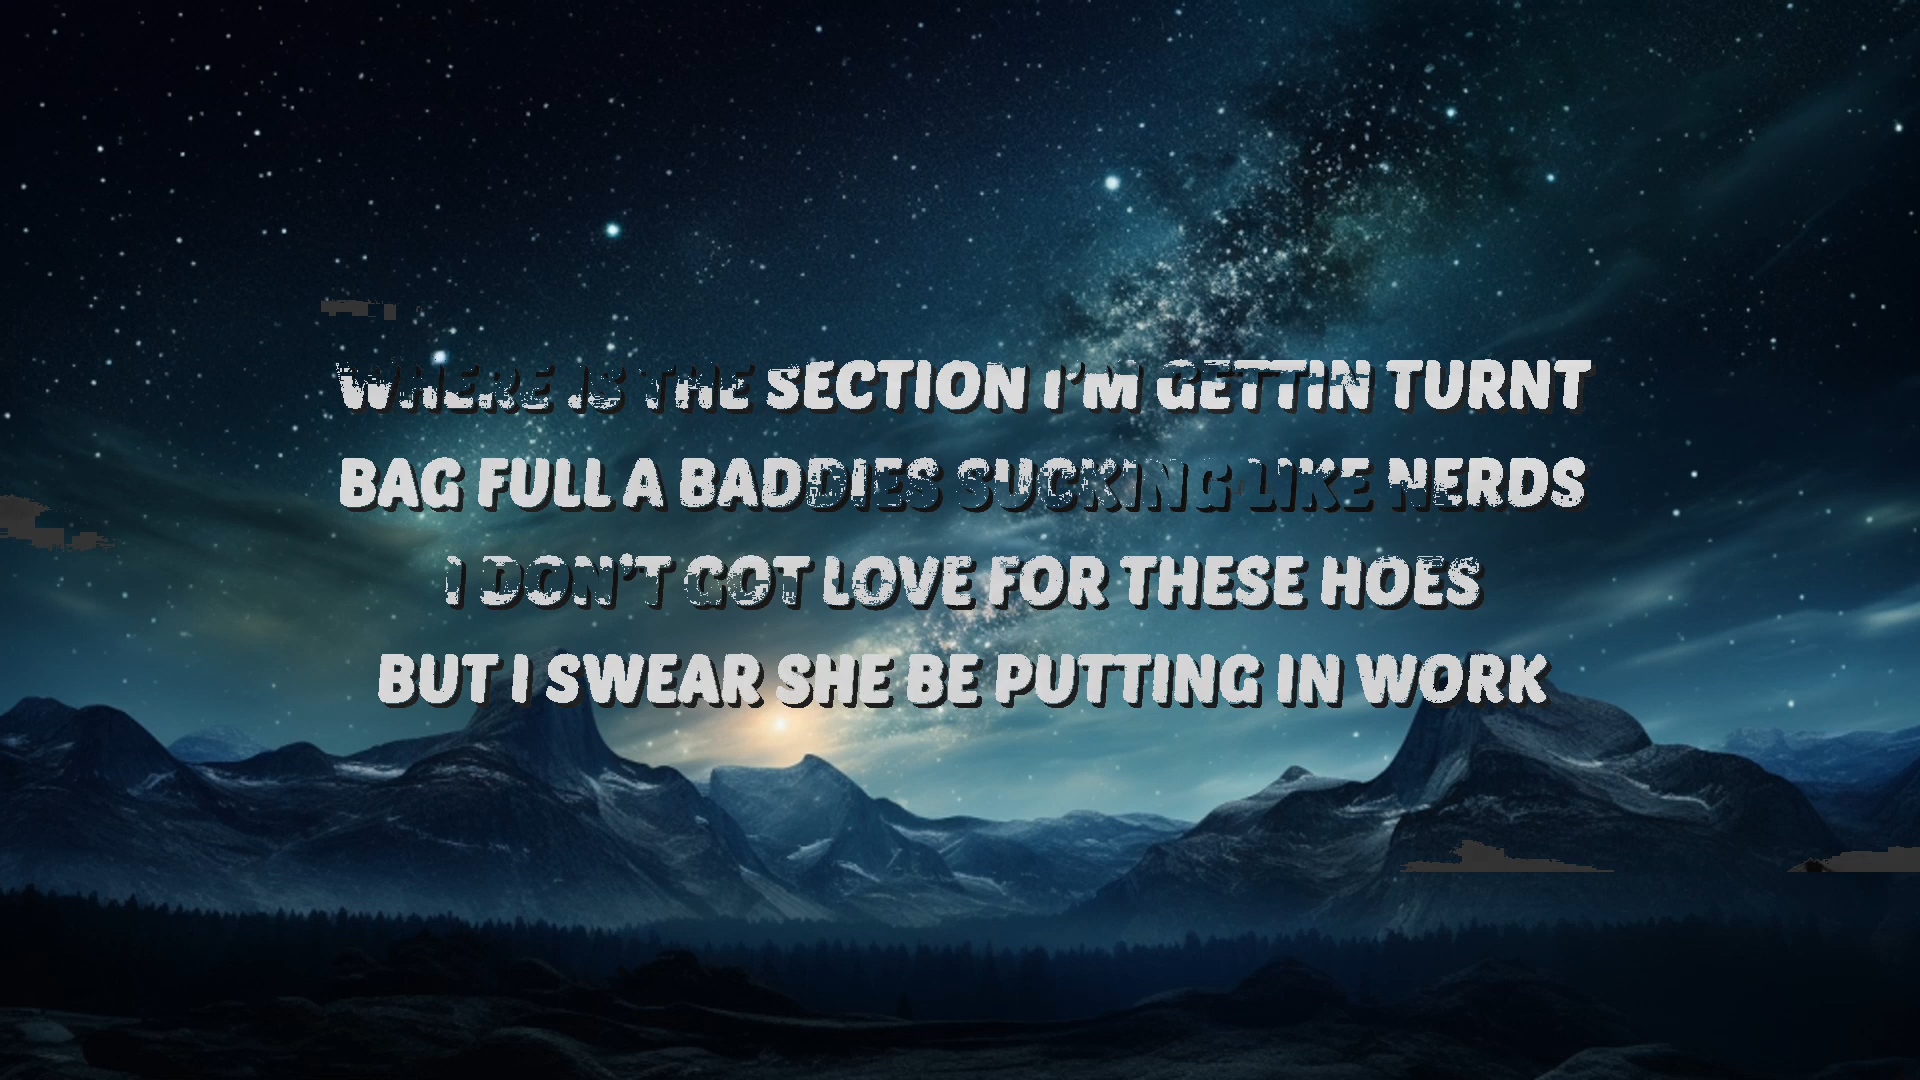 WHERE IS THE SECTION I'M GETTIN TURNT
BAG FULL A BADDIES SUCKING LIKE NERDS
I DON'T GOT LOVE FOR THESE HOES
BUT I SWEAR SHE BE PUTTING IN WORK